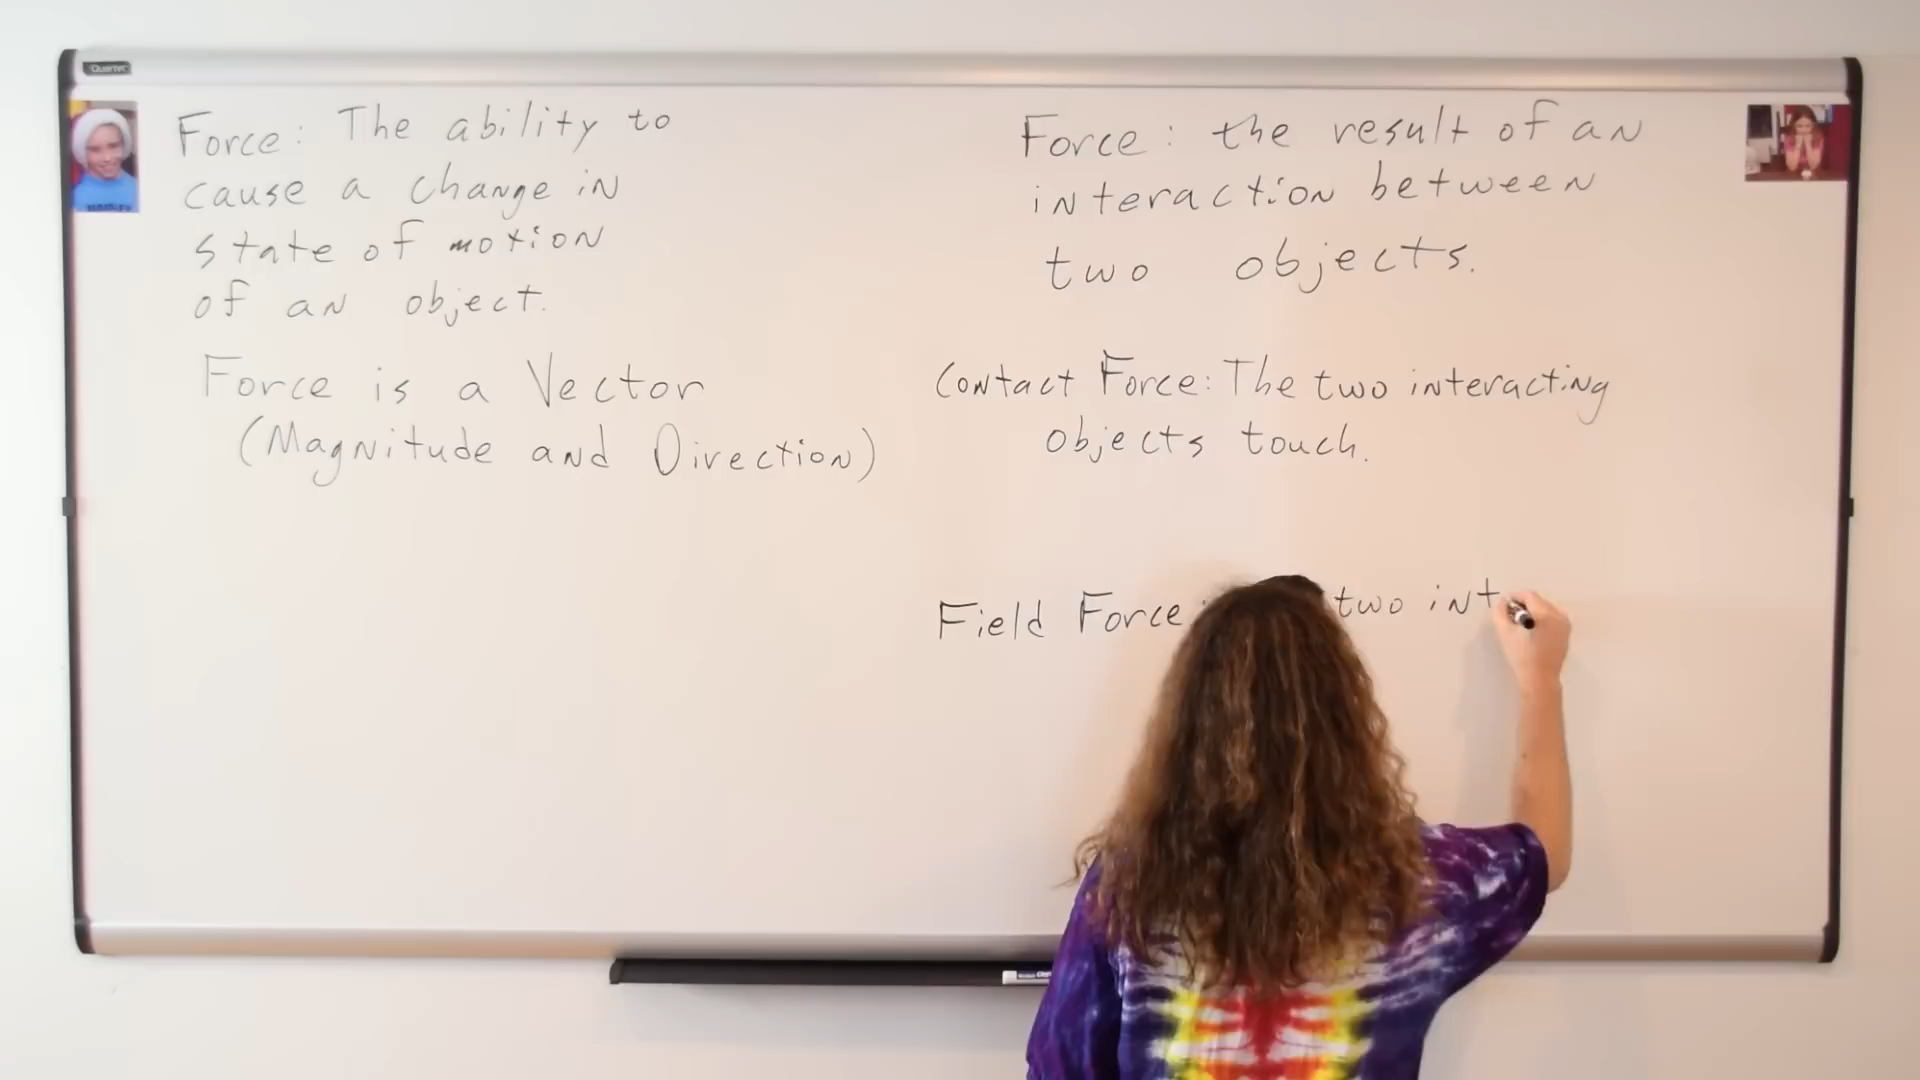 Quartet
Force: The ability to
cause a change in
state of motion
of an object.
Force is a Vector
(Magnitude and Direction)
Force: the result of an
interaction between
two objects.
Contact Force: The two interacting
objects touch.
Field Force : two int